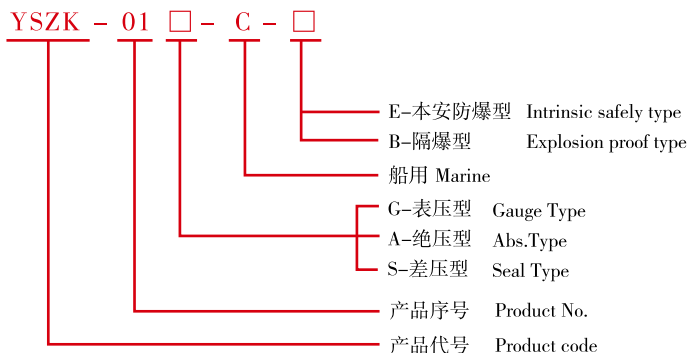 YSZK - 01 □ - C - □
E-本安防爆型 Intrinsic safely type
B-隔爆型 Explosion proof type
船用 Marine
G-表压型 Gauge Type
A-绝压型 Abs.Type
S-差压型 Seal Type
产品序号 Product No.
产品代号 Product code